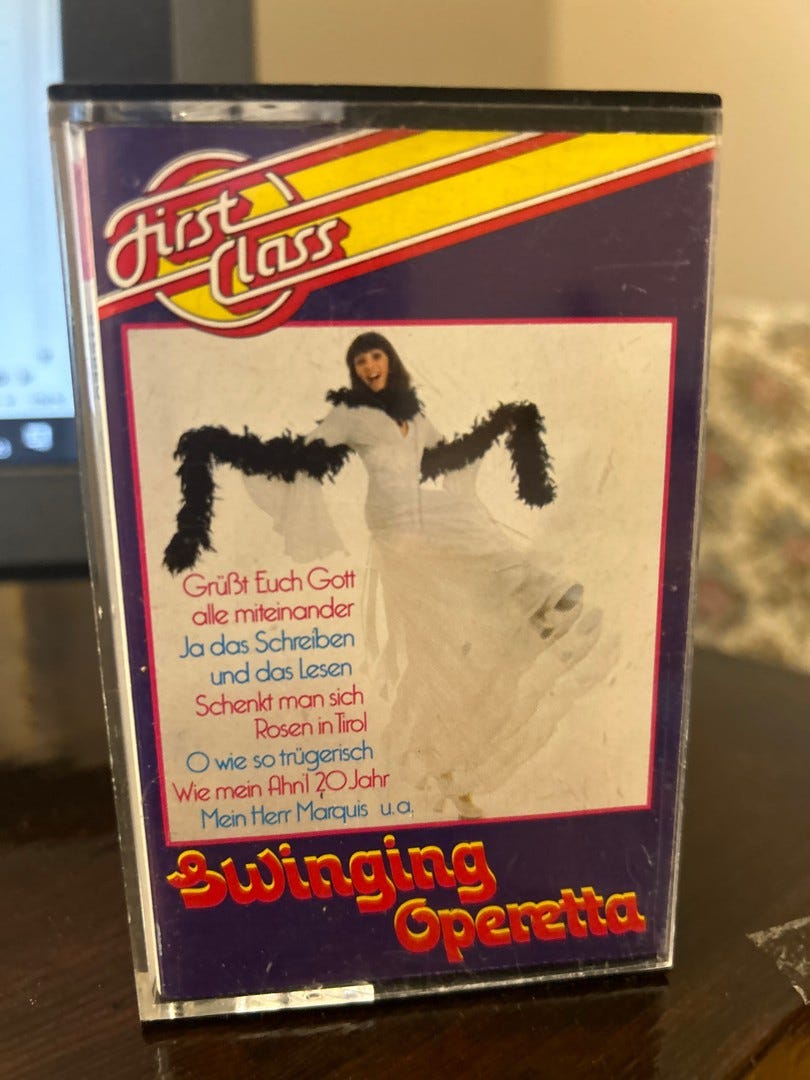 First
Class
Grüßt Euch Gott
alle miteinander
Ja das Schreiben
und das Lesen
Schenkt man sich
Rosen in Tirol
O wie so trügerisch
Wie mein Ahnl 20 Jahr
Mein Herr Marquis u.a.
Swinging
Operetta